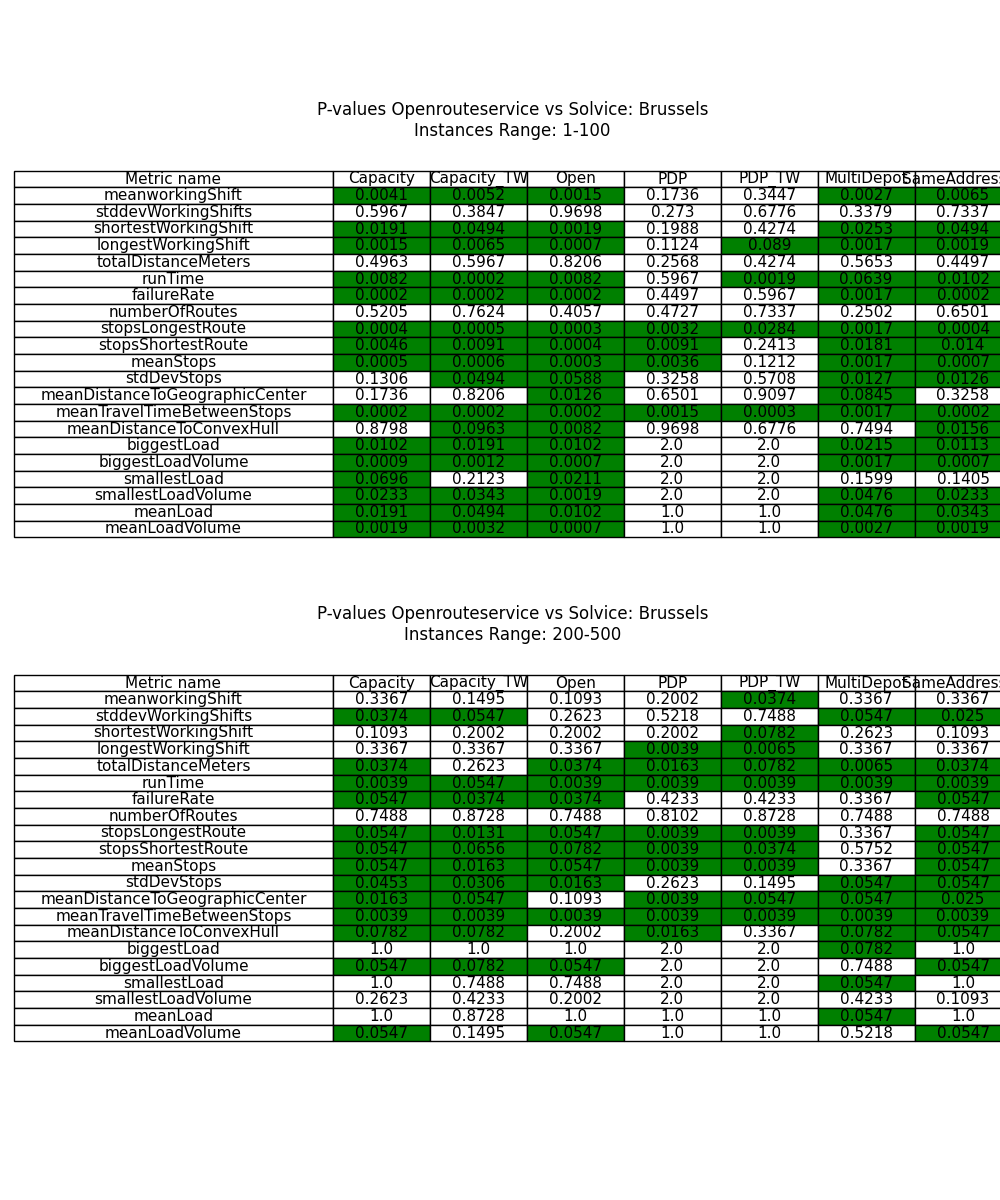 P-values Openrouteservice vs Solvice: Brussels
Instances Range: 1-100
Metric name Capacity Capacity_TW Open PDP PDP_TW MultiDepot SameAddress
meanworkingShift 0.0041 0.0052 0.0015 0.1736 0.3447 0.0027 0.0065
stddevWorkingShifts 0.5967 0.3847 0.9698 0.273 0.6776 0.3379 0.7337
shortestWorkingShift 0.0191 0.0494 0.0019 0.1988 0.4274 0.0253 0.0494
longestWorkingShift 0.0015 0.0065 0.0007 0.1124 0.089 0.0017 0.0019
totalDistanceMeters 0.4963 0.5967 0.8206 0.2568 0.4274 0.5653 0.4497
runTime 0.0082 0.0002 0.0082 0.5967 0.0019 0.0639 0.0102
failureRate 0.0002 0.0002 0.0002 0.4497 0.5967 0.0017 0.0002
numberOfRoutes 0.5205 0.7624 0.4057 0.4727 0.7337 0.2502 0.6501
stopsLongestRoute 0.0004 0.0005 0.0003 0.0032 0.0284 0.0017 0.0004
stopsShortestRoute 0.0046 0.0091 0.0004 0.0091 0.2413 0.0181 0.014
meanStops 0.0005 0.0006 0.0003 0.0036 0.1212 0.0017 0.0007
stdDevStops 0.1306 0.0494 0.0588 0.3258 0.5708 0.0127 0.0126
meanDistanceToGeographicCenter 0.1736 0.8206 0.0126 0.6501 0.9097 0.0845 0.3258
meanTravelTimeBetweenStops 0.0002 0.0002 0.0002 0.0015 0.0003 0.0017 0.0002
meanDistanceToConvexHull 0.8798 0.0963 0.0082 0.9698 0.6776 0.7494 0.0156
biggestLoad 0.0102 0.0191 0.0102 2.0 2.0 0.0215 0.0113
biggestLoadVolume 0.0009 0.0012 0.0007 2.0 2.0 0.0017 0.0007
smallestLoad 0.0696 0.2123 0.0211 2.0 2.0 0.1599 0.1405
smallestLoadVolume 0.0233 0.0343 0.0019 2.0 2.0 0.0476 0.0233
meanLoad 0.0191 0.0494 0.0102 1.0 1.0 0.0476 0.0343
meanLoadVolume 0.0019 0.0032 0.0007 1.0 1.0 0.0027 0.0019
P-values Openrouteservice vs Solvice: Brussels
Instances Range: 200-500
Metric name Capacity Capacity_TW Open PDP PDP_TW MultiDepot SameAddress
meanworkingShift 0.3367 0.1495 0.1093 0.2002 0.0374 0.3367 0.3367
stddevWorkingShifts 0.0374 0.0547 0.2623 0.5218 0.7488 0.0547 0.025
shortestWorkingShift 0.1093 0.2002 0.2002 0.2002 0.0782 0.2623 0.1093
longestWorkingShift 0.3367 0.3367 0.3367 0.0039 0.0065 0.3367 0.3367
totalDistanceMeters 0.0374 0.2623 0.0374 0.0163 0.0782 0.0065 0.0374
runTime 0.0039 0.0547 0.0039 0.0039 0.0039 0.0039 0.0039
failureRate 0.0547 0.0374 0.0374 0.4233 0.4233 0.3367 0.0547
numberOfRoutes 0.7488 0.8728 0.7488 0.8102 0.8728 0.7488 0.7488
stopsLongestRoute 0.0547 0.0131 0.0547 0.0039 0.0039 0.3367 0.0547
stopsShortestRoute 0.0547 0.0656 0.0782 0.0039 0.0374 0.5752 0.0547
meanStops 0.0547 0.0163 0.0547 0.0039 0.0039 0.3367 0.0547
stdDevStops 0.0453 0.0306 0.0163 0.2623 0.1495 0.0547 0.0547
meanDistanceToGeographicCenter 0.0163 0.0547 0.1093 0.0039 0.0547 0.0547 0.025
meanTravelTimeBetweenStops 0.0039 0.0039 0.0039 0.0039 0.0039 0.0039 0.0039
meanDistanceToConvexHull 0.0782 0.0782 0.2002 0.0163 0.3367 0.0782 0.0547
biggestLoad 1.0 1.0 1.0 2.0 2.0 0.0782 1.0
biggestLoadVolume 0.0547 0.0782 0.0547 2.0 2.0 0.7488 0.0547
smallestLoad 1.0 0.7488 0.7488 2.0 2.0 0.0547 1.0
smallestLoadVolume 0.2623 0.4233 0.2002 2.0 2.0 0.4233 0.1093
meanLoad 1.0 0.8728 1.0 1.0 1.0 0.0547 1.0
meanLoadVolume 0.0547 0.1495 0.0547 1.0 1.0 0.5218 0.0547